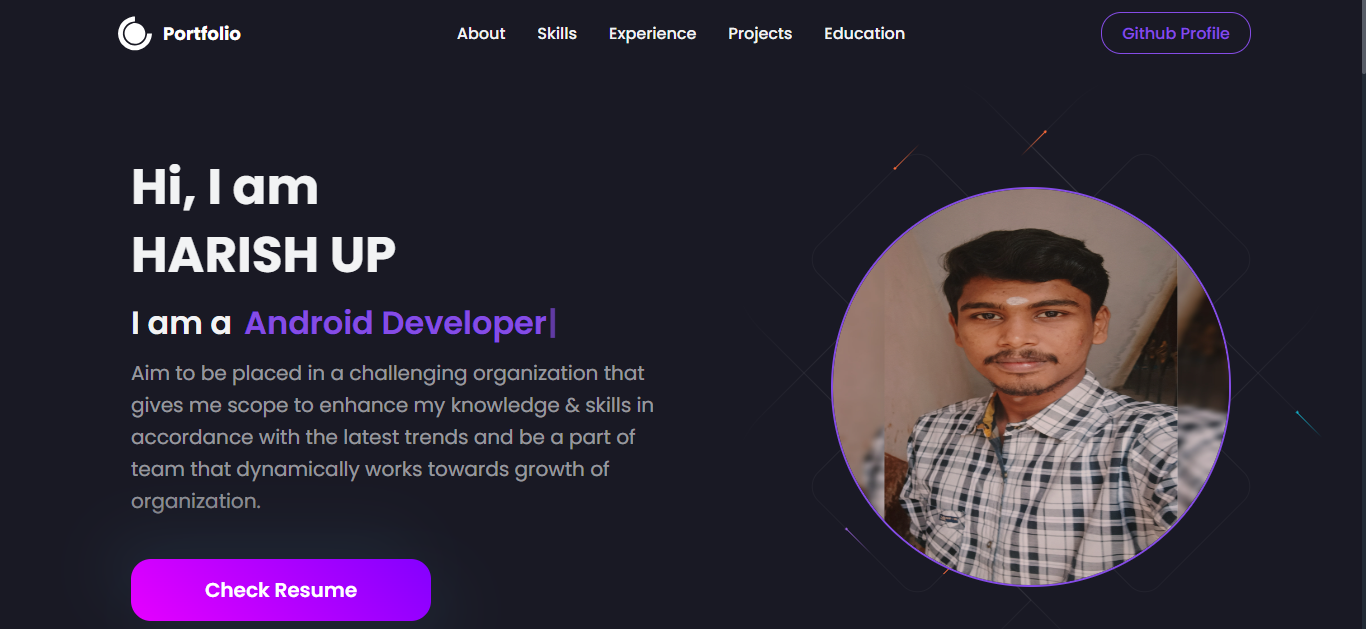 Portfolio
About Skills Experience Projects Education
Github Profile
Hi, I am
HARISH UP
I am a Android Developer|
Aim to be placed in a challenging organization that
gives me scope to enhance my knowledge & skills in
accordance with the latest trends and be a part of
team that dynamically works towards growth of
organization.
Check Resume